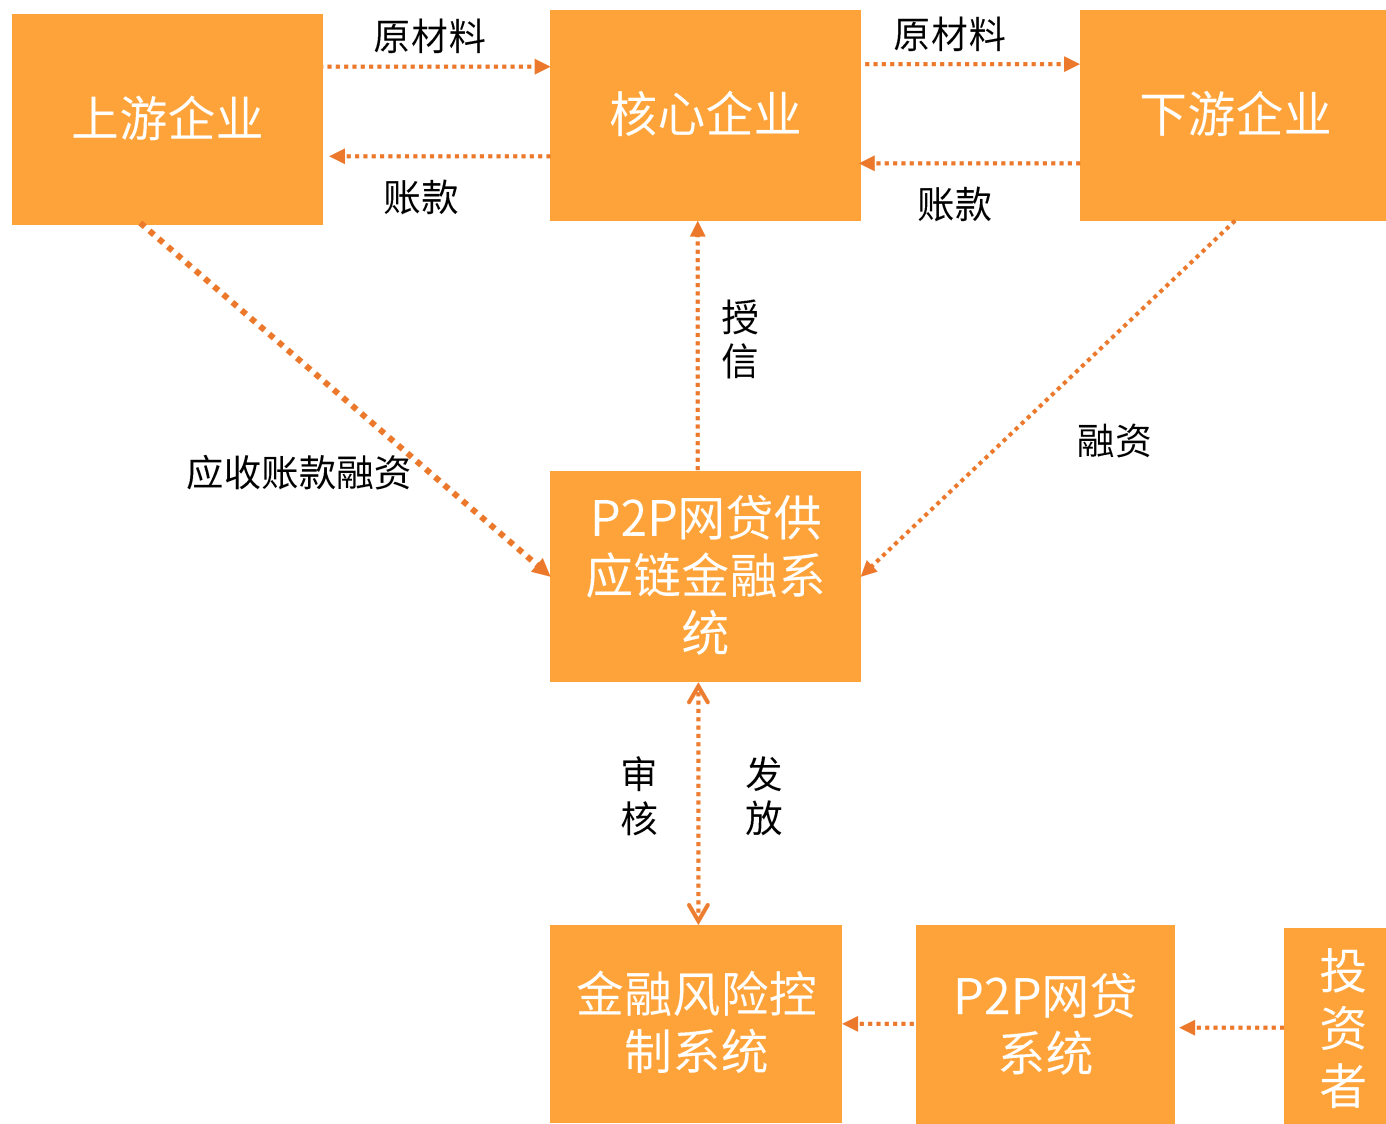 原材料
原材料
上游企业
核心企业
下游企业
账款
账款
授
信
融资
应收账款融资
P2P网贷供
应链金融系
统
审
核
发
放
金融风险控
制系统
P2P网贷
系统
投
资
者